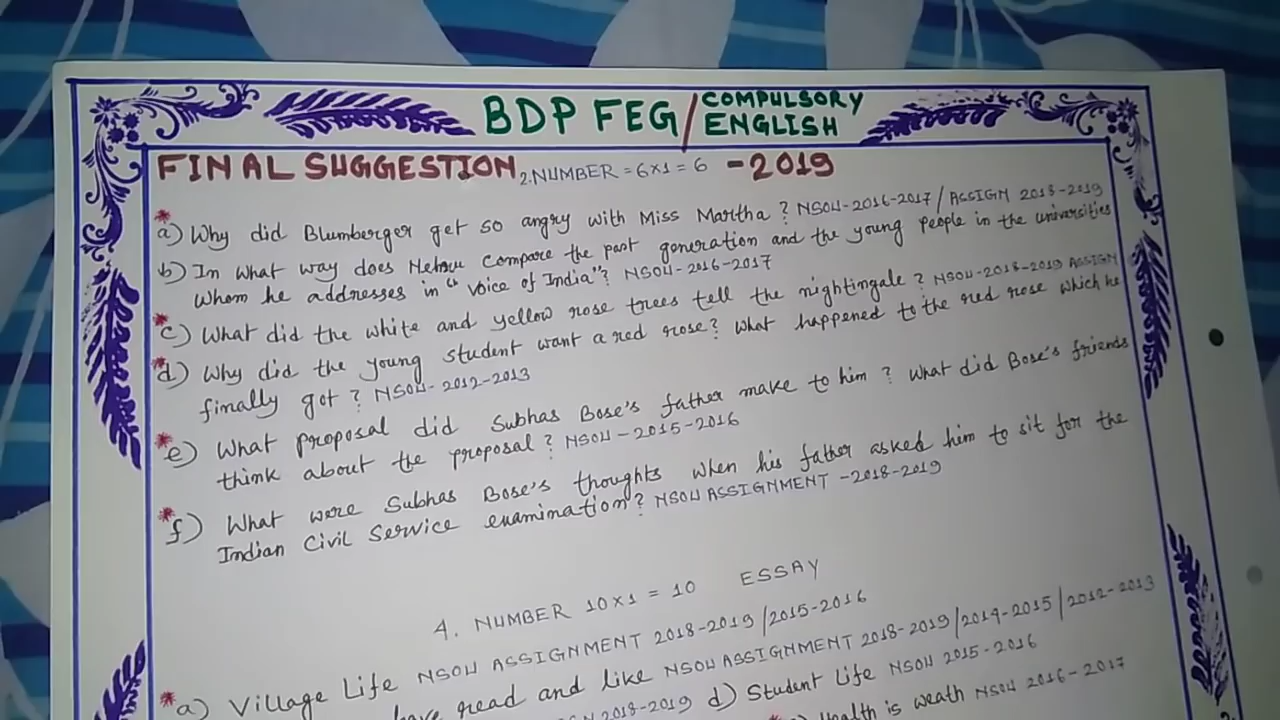 BDP FEG/COMPULSORY ENGLISH
FINAL SUGGESTION 2.NUMBER = 6x1 = 6 -2019
*a) Why did Blumberger get so angry with Miss Martha? NSOU-2016-2017/ASSIGN 2018-2019
b) In what way does Nehru compare the past generation and the young people in the universities
whom he addresses in "voice of India"? NSOU-2016-2017
*c) What did the white and yellow rose trees tell the nightingale? NSOU-2018-2019 ASSIGN
*d) Why did the young student want a red rose? What happened to the red rose which he
finally got? NSOU-2012-2013
*e) What proposal did Subhas Bose's father make to him? What did Bose's friends
think about the proposal? NSOU-2015-2016
*f) What were Subhas Bose's thoughts when his father asked him to sit for the
Indian Civil Service examination? NSOU ASSIGNMENT -2018-2019
4. NUMBER 10x1 = 10 ESSAY
*a) Village Life NSOU ASSIGNMENT 2018-2019/2015-2016
have read and like NSOU ASSIGNMENT 2018-2019/2014-2015/2012-2013
2018-2019 d) Student Life NSOU 2015-2016
Health is weath NSOU 2016-2017